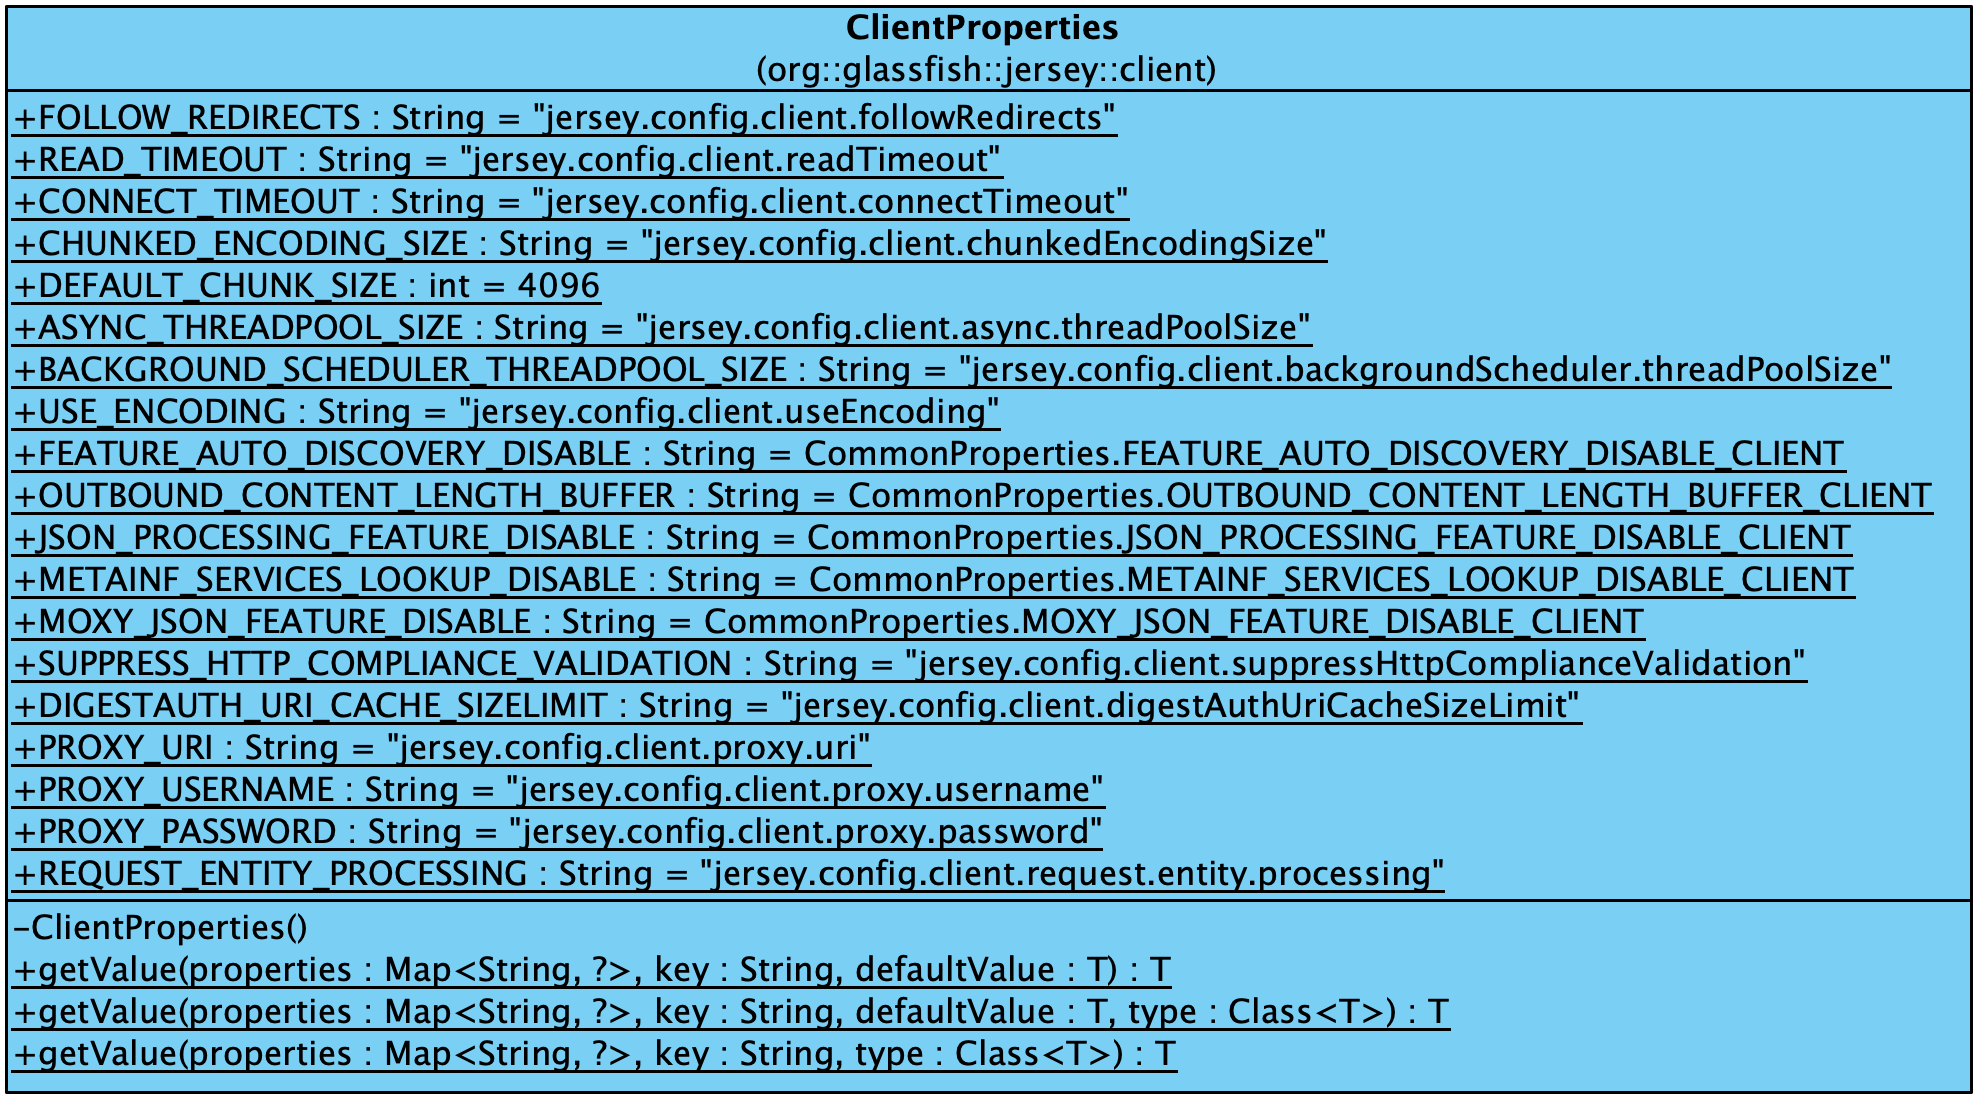 ClientProperties
(org::glassfish::jersey::client)
+FOLLOW_REDIRECTS : String = "jersey.config.client.followRedirects"
+READ_TIMEOUT : String = "jersey.config.client.readTimeout"
+CONNECT_TIMEOUT : String = "jersey.config.client.connectTimeout"
+CHUNKED_ENCODING_SIZE : String = "jersey.config.client.chunkedEncodingSize"
+DEFAULT_CHUNK_SIZE : int = 4096
+ASYNC_THREADPOOL_SIZE : String = "jersey.config.client.async.threadPoolSize"
+BACKGROUND_SCHEDULER_THREADPOOL_SIZE : String = "jersey.config.client.backgroundScheduler.threadPoolSize"
+USE_ENCODING : String = "jersey.config.client.useEncoding"
+FEATURE_AUTO_DISCOVERY_DISABLE : String = CommonProperties.FEATURE_AUTO_DISCOVERY_DISABLE_CLIENT
+OUTBOUND_CONTENT_LENGTH_BUFFER : String = CommonProperties.OUTBOUND_CONTENT_LENGTH_BUFFER_CLIENT
+JSON_PROCESSING_FEATURE_DISABLE : String = CommonProperties.JSON_PROCESSING_FEATURE_DISABLE_CLIENT
+METAINF_SERVICES_LOOKUP_DISABLE : String = CommonProperties.METAINF_SERVICES_LOOKUP_DISABLE_CLIENT
+MOXY_JSON_FEATURE_DISABLE : String = CommonProperties.MOXY_JSON_FEATURE_DISABLE_CLIENT
+SUPPRESS_HTTP_COMPLIANCE_VALIDATION : String = "jersey.config.client.suppressHttpComplianceValidation"
+DIGESTAUTH_URI_CACHE_SIZELIMIT : String = "jersey.config.client.digestAuthUriCacheSizeLimit"
+PROXY_URI : String = "jersey.config.client.proxy.uri"
+PROXY_USERNAME : String = "jersey.config.client.proxy.username"
+PROXY_PASSWORD : String = "jersey.config.client.proxy.password"
+REQUEST_ENTITY_PROCESSING : String = "jersey.config.client.request.entity.processing"
-ClientProperties()
+getValue(properties : Map<String, ?>, key : String, defaultValue : T) : T
+getValue(properties : Map<String, ?>, key : String, defaultValue : T, type : Class<T>) : T
+getValue(properties : Map<String, ?>, key : String, type : Class<T>) : T